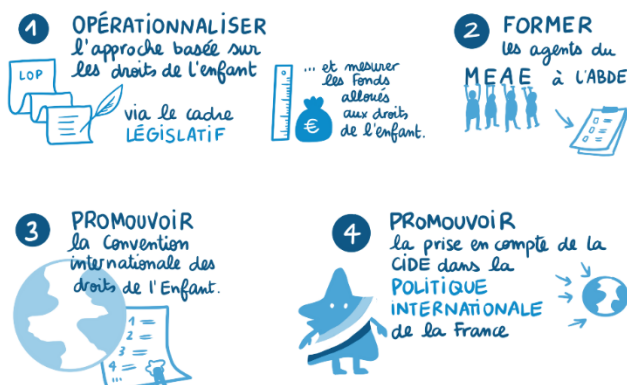 1 OPÉRATIONNALISER
l'approche basée sur
les droits de l'enfant
LOP
via le cadre
LÉGISLATIF
... et mesurer
les Fonds
alloués
aux droits
de l'enfant.
€
2 FORMER
les agents du
MEAE à l'ABDE
3 PROMOUVOIR
la Convention
internationale des
droits de l'Enfant.
1 =
2 =
3 =
4 =
...
4 PROMOUVOIR
la prise en compte de la
CIDE dans la
POLITIQUE
INTERNATIONALE
de la France